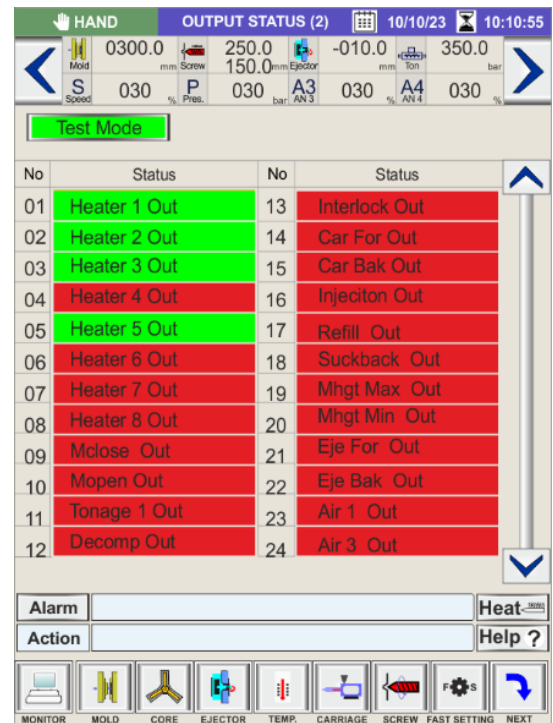 HAND OUTPUT STATUS (2) 10/10/23 10:10:55
Mold 0300.0 mm Screw 250.0 150.0 mm Ejector -010.0 mm Ton 350.0 bar
S Speed 030 % P Pres. 030 bar A3 AN 3 030 % A4 AN 4 030 %
Test Mode
No Status No Status
01 Heater 1 Out 13 Interlock Out
02 Heater 2 Out 14 Car For Out
03 Heater 3 Out 15 Car Bak Out
04 Heater 4 Out 16 Injeciton Out
05 Heater 5 Out 17 Refill Out
06 Heater 6 Out 18 Suckback Out
07 Heater 7 Out 19 Mhgt Max Out
08 Heater 8 Out 20 Mhgt Min Out
09 Mclose Out 21 Eje For Out
10 Mopen Out 22 Eje Bak Out
11 Tonage 1 Out 23 Air 1 Out
12 Decomp Out 24 Air 3 Out
Alarm Heat
Action Help ?
F S
MONITOR MOLD CORE EJECTOR TEMP. CARRIAGE SCREW FAST SETTING NEXT